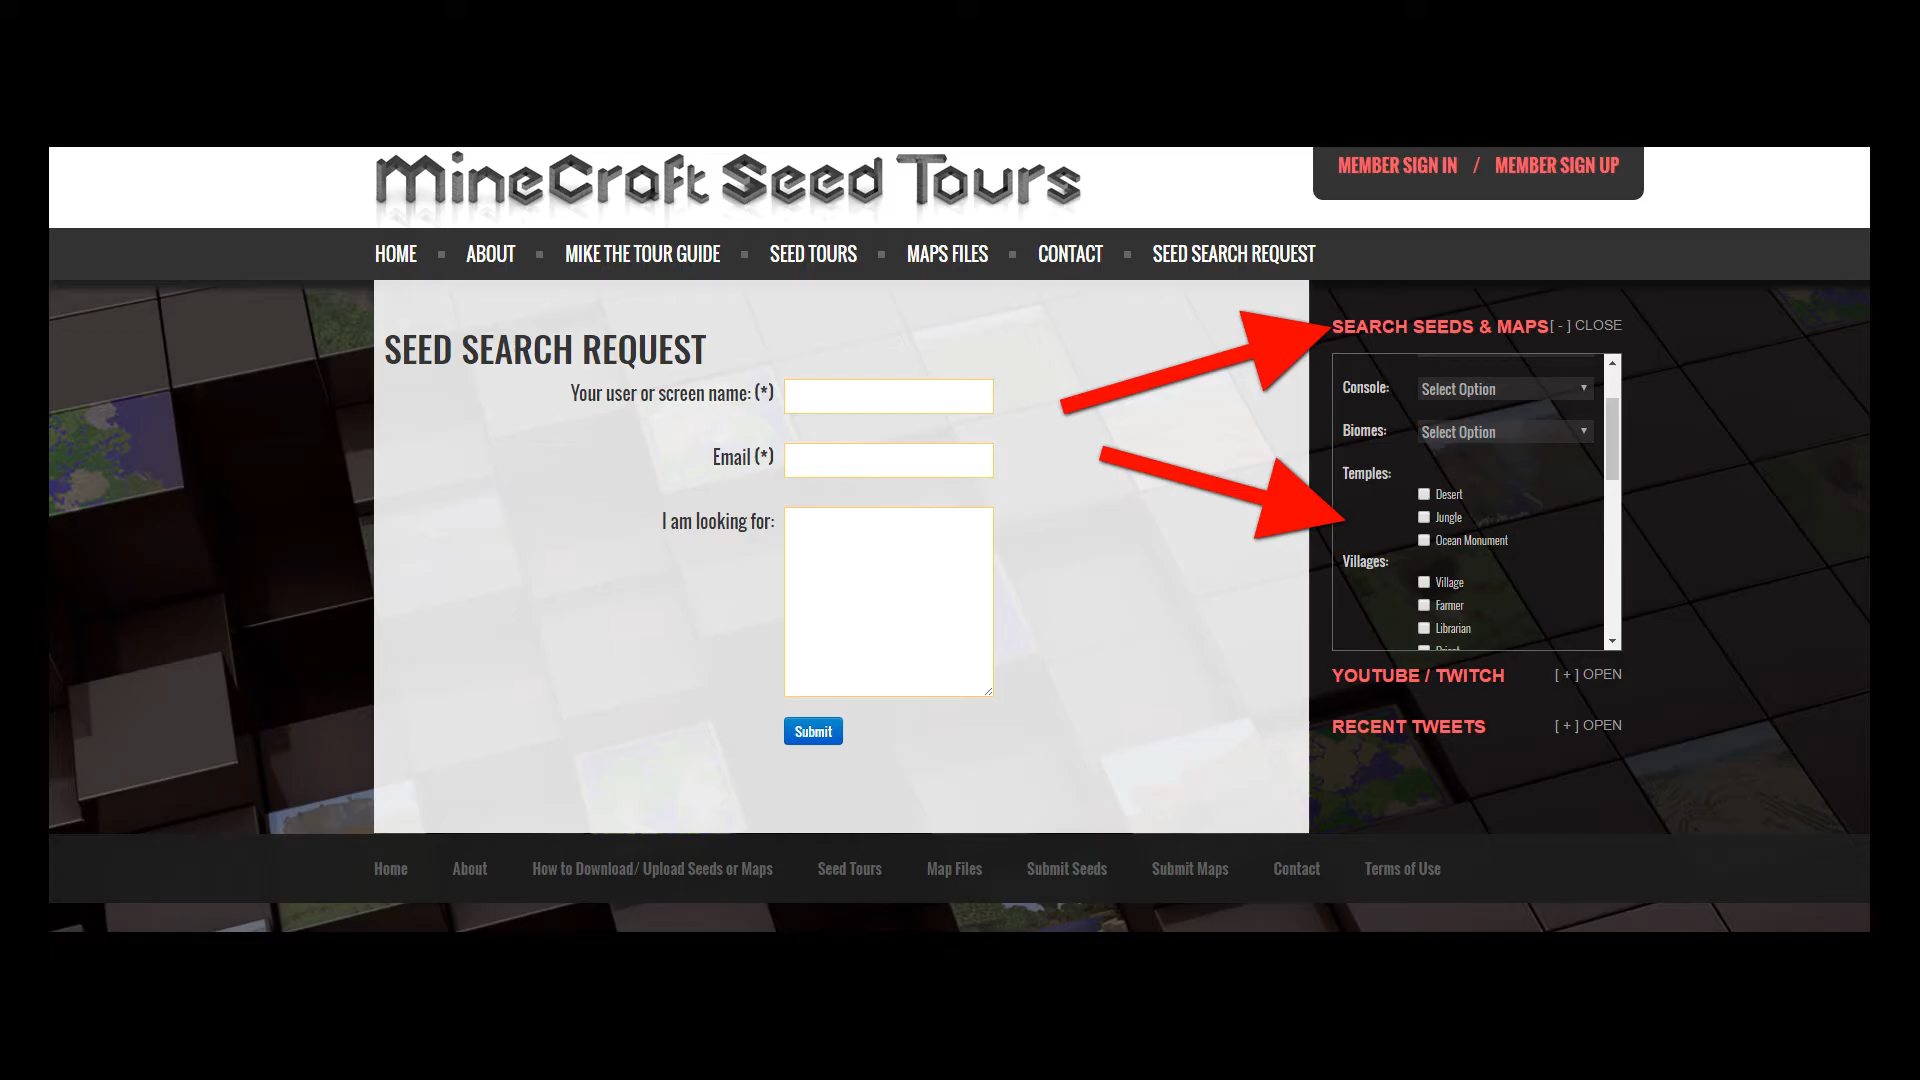 MineCraft Seed Tours
MEMBER SIGN IN / MEMBER SIGN UP
HOME ABOUT MIKE THE TOUR GUIDE SEED TOURS MAPS FILES CONTACT SEED SEARCH REQUEST
SEED SEARCH REQUEST
Your user or screen name: (*)
Email (*)
I am looking for:
Submit
SEARCH SEEDS & MAPS [ - ] CLOSE
Console: Select Option
Biomes: Select Option
Temples:
Desert
Jungle
Ocean Monument
Villages:
Village
Farmer
Librarian
Priest
YOUTUBE / TWITCH [ + ] OPEN
RECENT TWEETS [ + ] OPEN
Home About How to Download/ Upload Seeds or Maps Seed Tours Map Files Submit Seeds Submit Maps Contact Terms of Use